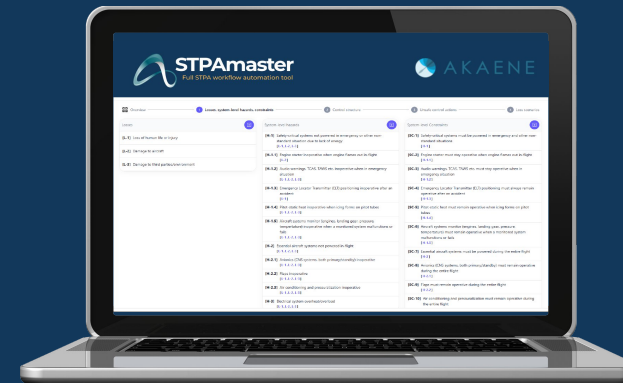 STPAmaster
Full STPA workflow automation tool
AKAENE
Overview
Losses, system level hazards, constraints
Control structure
Unsafe control actions
Loss scenarios
Losses
[L-1] Loss of human life or injury
[L-2] Damage to aircraft
[L-3] Damage to third party/environment
System level Hazards
[H-1] Safety-critical systems not powered in emergency or other non-
standard situations due to lack of energy
[H-1.1] Engine starter inoperative when engine flames out in flight
[H-1.2] Audio warnings TCAS, TAWS etc. inoperative when in emergency
situation
[H-1.3] Emergency Locator Transmitter (ELT) positioning inoperative after an
accident
[H-1.4] Pitot static heat inoperative when icing forms on pilot tubes
[H-1.5] Aircraft systems monitor (engines, landing gear, pressure,
temperature) inoperative when a monitored system malfunctions or
fails
[H-2] Essential aircraft systems not powered in flight
[H-2.1] Avionics (CNI) systems (both primary/standby) inoperative
[H-2.2]
inoperative
[H-2.3] Air conditioning and pressurization inoperative
[H-3] Electrical system overheats/overload
System level Constraints
[SC-1] Safety-critical systems must be powered in emergency and other non-
standard situations
[SC-2] Engine starter must stay operative when engine flames out in flight
[SC-3] Audio warnings TCAS, TAWS etc. must stay operative when in
emergency situation
[SC-4] Emergency Locator Transmitter (ELT) positioning must always remain
operative after an accident
[SC-5] Pitot static heat must remain operative when icing forms on pilot
tubes
[SC-6] Aircraft systems monitor (engines, landing gear, pressure,
temperature) must remain operative when a monitored system
malfunctions or fails
[SC-7] Essential aircraft systems must be powered during the entire flight
[SC-8] Avionics (CNI) systems (both primary/standby) must remain operative
during the entire flight
[SC-9]
must remain operative during the entire flight
[SC-10] Air conditioning and pressurization must remain operative during
the entire flight